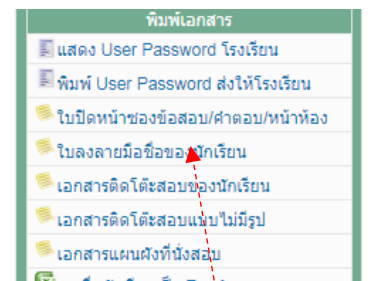 พิมพ์เอกสาร
แสดง User Password โรงเรียน
พิมพ์ User Password ส่งให้โรงเรียน
ใบปิดหน้าซองข้อสอบ/คำตอบ/หน้าห้อง
ใบลงลายมือชื่อของนักเรียน
เอกสารติดโต๊ะสอบของนักเรียน
เอกสารติดโต๊ะสอบแบบไม่มีรูป
เอกสารแผนผังที่นั่งสอบ